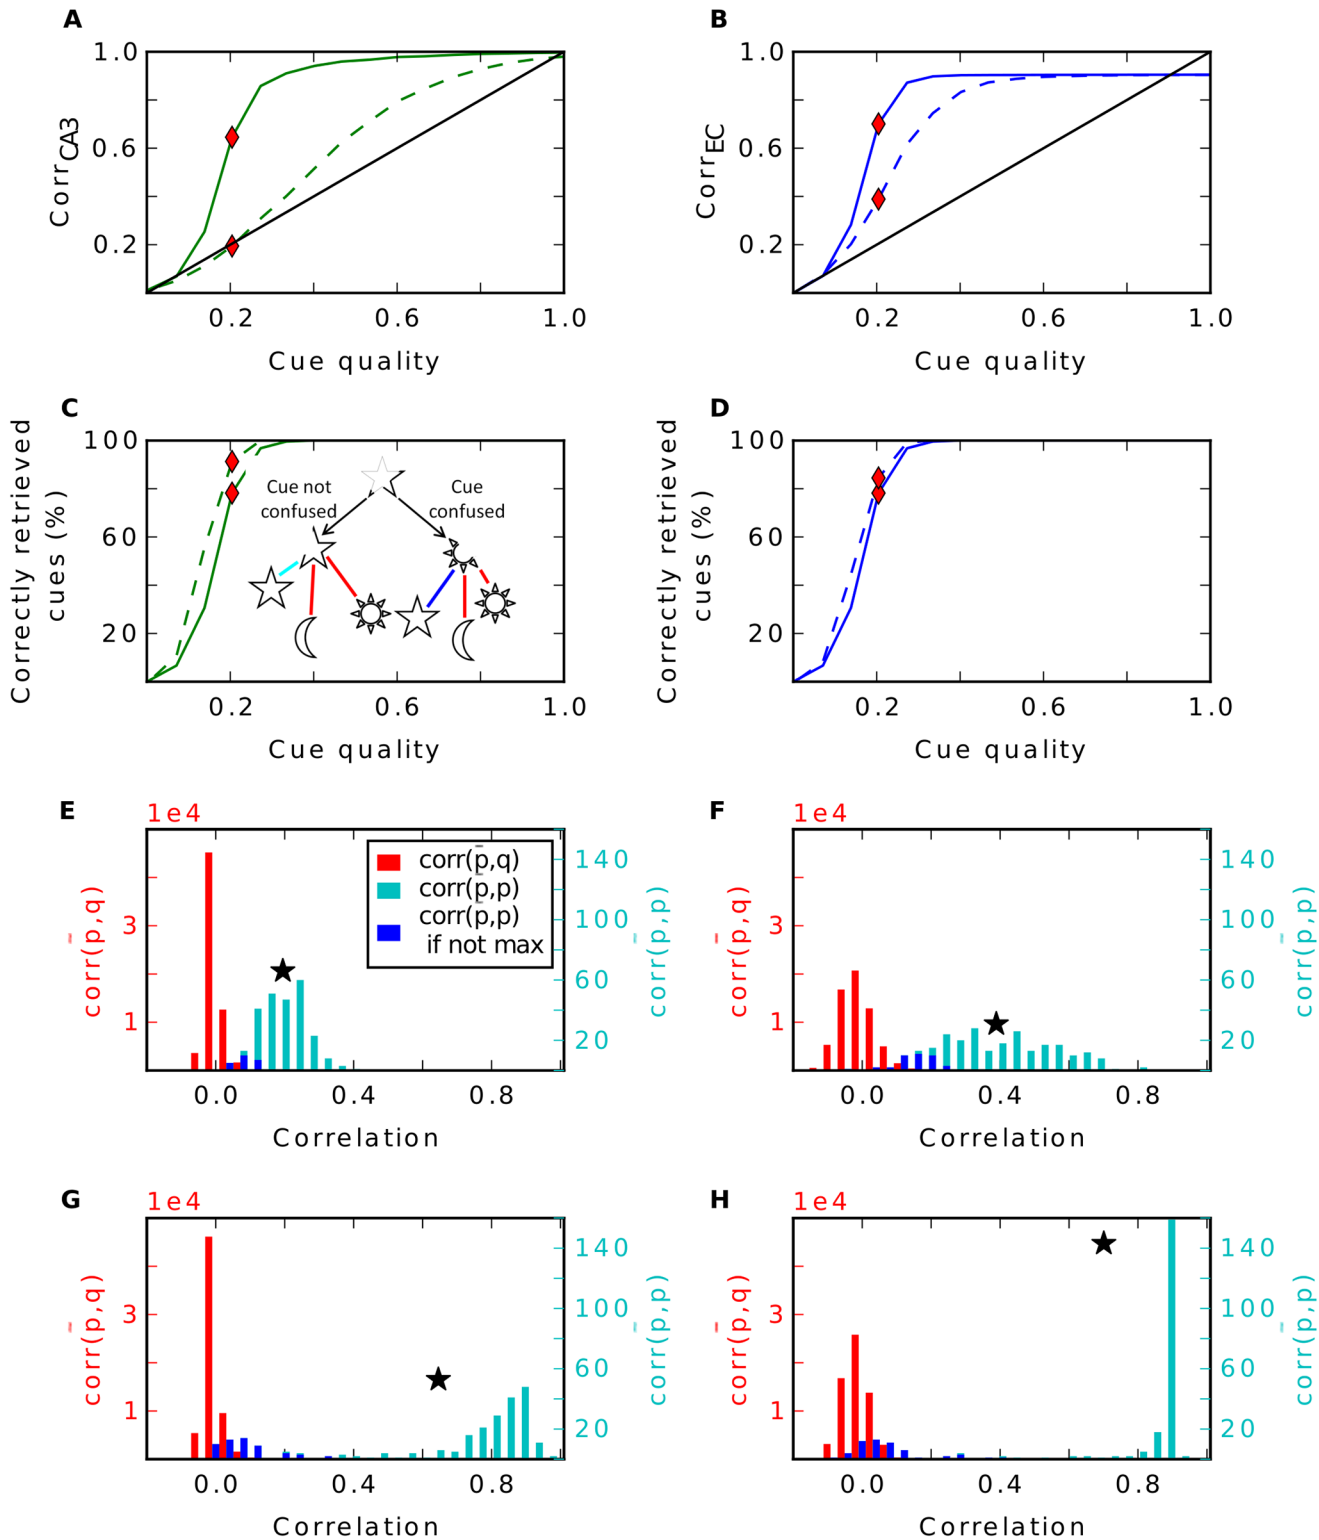 A
1.0
0.6
0.2
Corr CA3
0.2 0.6 1.0
Cue quality
B
1.0
0.6
0.2
Corr EC
0.2 0.6 1.0
Cue quality
C
100
60
20
Correctly retrieved
cues (%)
Cue not
confused
Cue
confused
0.2 0.6 1.0
Cue quality
D
100
60
20
Correctly retrieved
cues (%)
0.2 0.6 1.0
Cue quality
E
1e4
3
1
corr(p̄,q)
corr(p̄,q)
corr(p̄,p)
corr(p̄,p)
if not max
140
100
60
20
corr(p̄,p)
0.0 0.4 0.8
Correlation
F
1e4
3
1
corr(p̄,q)
140
100
60
20
corr(p̄,p)
0.0 0.4 0.8
Correlation
G
1e4
3
1
corr(p̄,q)
140
100
60
20
corr(p̄,p)
0.0 0.4 0.8
Correlation
H
1e4
3
1
corr(p̄,q)
140
100
60
20
corr(p̄,p)
0.0 0.4 0.8
Correlation